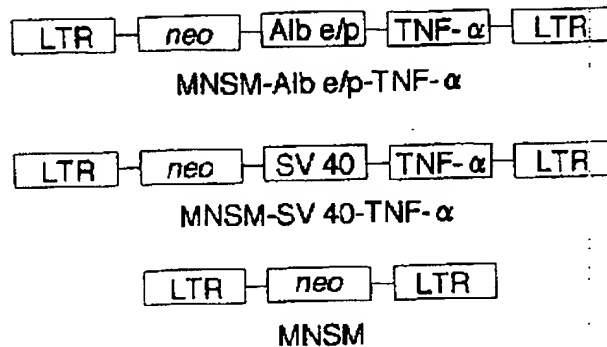 LTR neo Alb e/p TNF-α LTR
MNSM-Alb e/p-TNF-α
LTR neo SV 40 TNF-α LTR
MNSM-SV 40-TNF-α
LTR neo LTR
MNSM